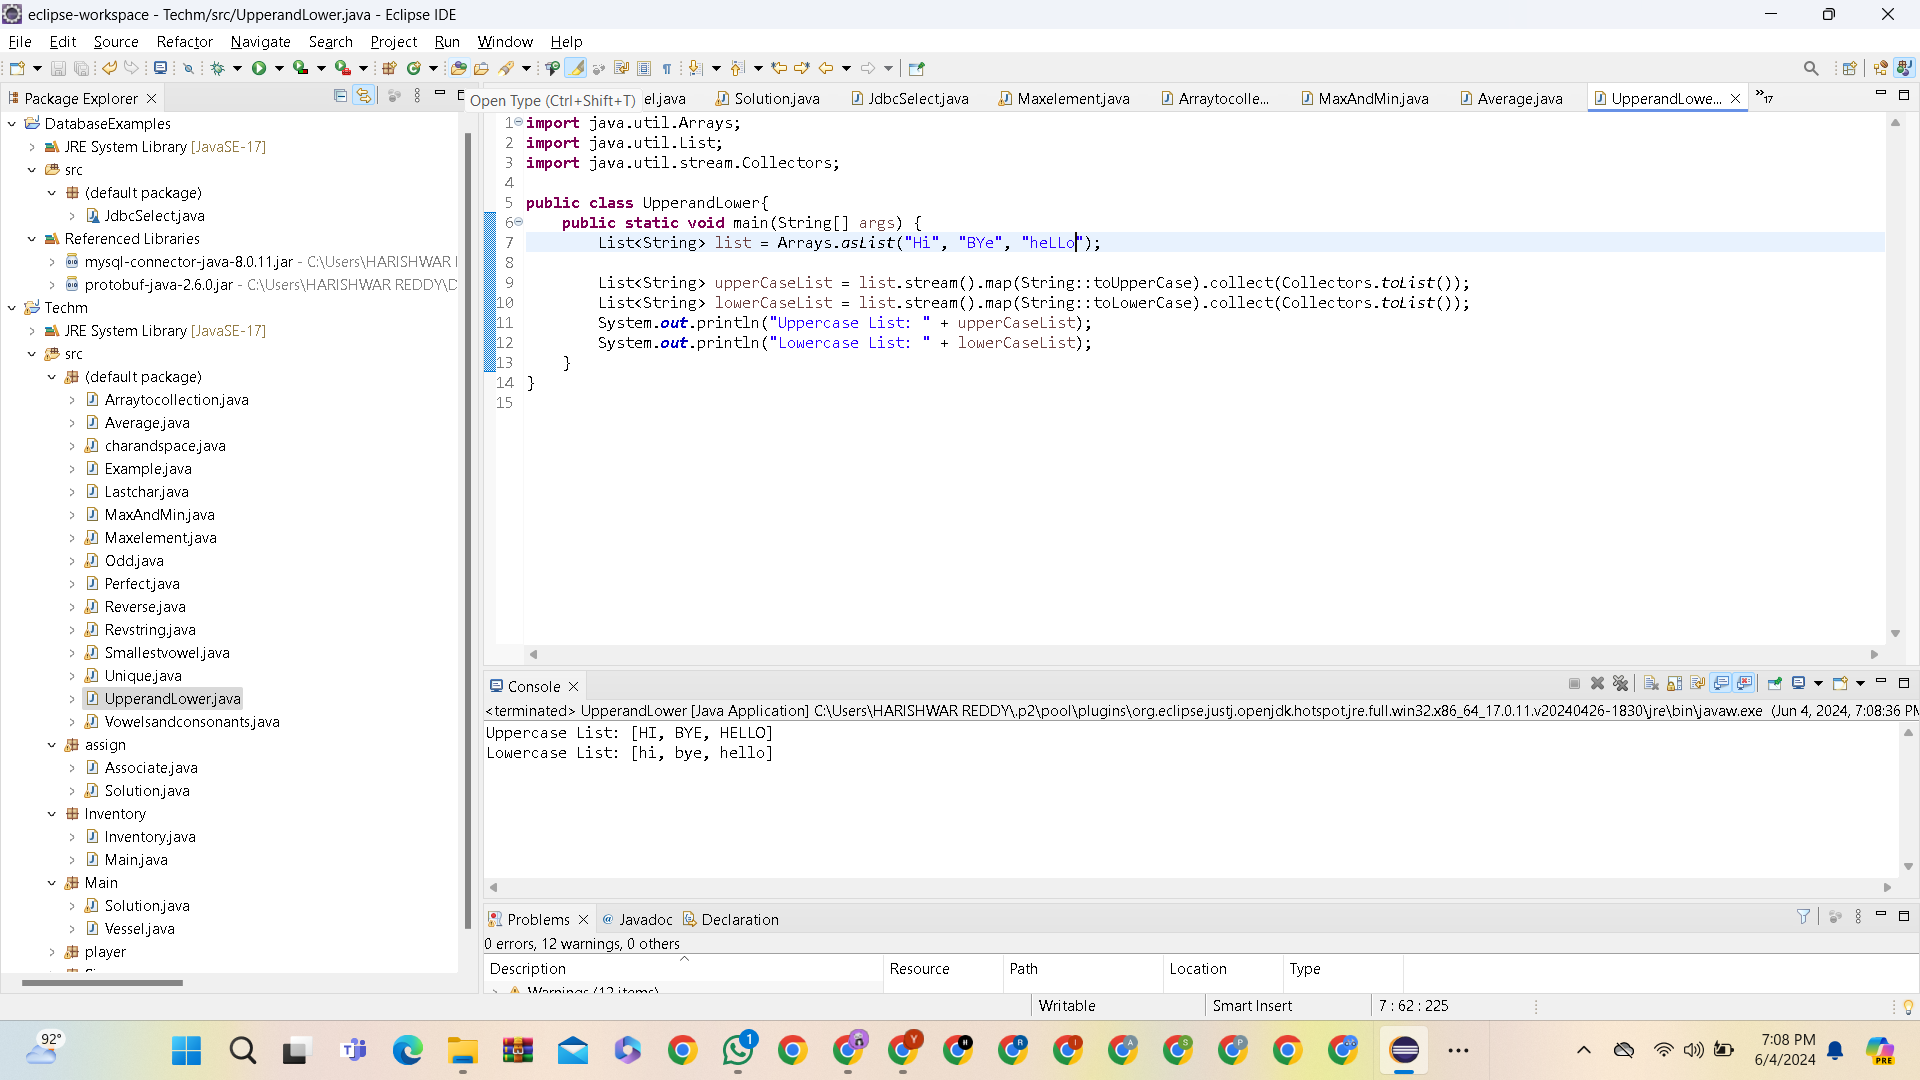 eclipse-workspace - Techm/src/UpperandLower.java - Eclipse IDE
File Edit Source Refactor Navigate Search Project Run Window Help
Package Explorer
Open Type (Ctrl+Shift+T)
el.java Solution.java JdbcSelect.java Maxelement.java Arraytocolle... MaxAndMin.java Average.java UpperandLowe... »17
DatabaseExamples
JRE System Library [JavaSE-17]
src
(default package)
JdbcSelect.java
Referenced Libraries
mysql-connector-java-8.0.11.jar - C:\Users\HARISHWAR
protobuf-java-2.6.0.jar - C:\Users\HARISHWAR REDDY\D
Techm
JRE System Library [JavaSE-17]
src
(default package)
Arraytocollection.java
Average.java
charandspace.java
Example.java
Lastchar.java
MaxAndMin.java
Maxelement.java
Odd.java
Perfect.java
Reverse.java
Revstring.java
Smallestvowel.java
Unique.java
UpperandLower.java
Vowelsandconsonants.java
assign
Associate.java
Solution.java
Inventory
Inventory.java
Main.java
Main
Solution.java
Vessel.java
player
1 import java.util.Arrays;
2 import java.util.List;
3 import java.util.stream.Collectors;
4
5 public class UpperandLower{
6 public static void main(String[] args) {
7 List<String> list = Arrays.asList("Hi", "BYe", "heLLo");
8
9 List<String> upperCaseList = list.stream().map(String::toUpperCase).collect(Collectors.toList());
10 List<String> lowerCaseList = list.stream().map(String::toLowerCase).collect(Collectors.toList());
11 System.out.println("Uppercase List: " + upperCaseList);
12 System.out.println("Lowercase List: " + lowerCaseList);
13 }
14 }
15
Console
<terminated> UpperandLower [Java Application] C:\Users\HARISHWAR REDDY\.p2\pool\plugins\org.eclipse.justj.openjdk.hotspot.jre.full.win32.x86_64_17.0.11.v20240426-1830\jre\bin\javaw.exe (Jun 4, 2024, 7:08:36 PM
Uppercase List: [HI, BYE, HELLO]
Lowercase List: [hi, bye, hello]
Problems @ Javadoc Declaration
0 errors, 12 warnings, 0 others
Description Resource Path Location Type
Warnings (12 items)
Writable Smart Insert 7 : 62 : 225
92°
1
7:08 PM
6/4/2024
PRE